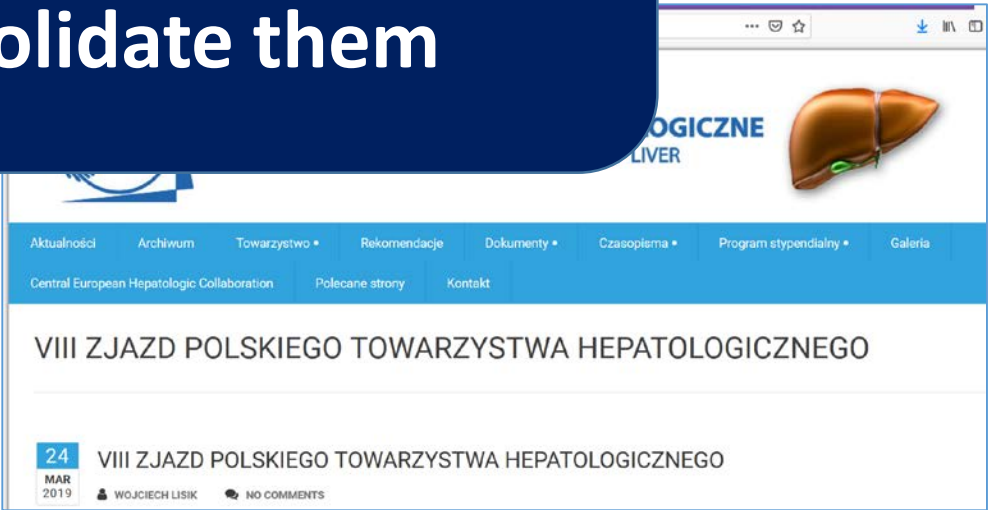 olidate them
OGICZNE
LIVER
Aktualności Archiwum Towarzystwo • Rekomendacje Dokumenty • Czasopisma • Program stypendialny • Galeria
Central European Hepatologic Collaboration Polecane strony Kontakt
VIII ZJAZD POLSKIEGO TOWARZYSTWA HEPATOLOGICZNEGO
24
MAR
2019
VIII ZJAZD POLSKIEGO TOWARZYSTWA HEPATOLOGICZNEGO
WOJCIECH LISIK NO COMMENTS